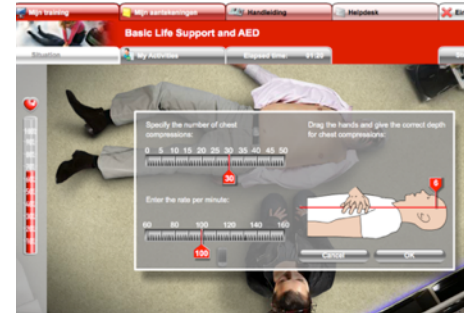 Mijn training
Mijn aantekeningen
Handleiding
Helpdesk
Basic Life Support and AED
Situation
My Activities
Elapsed time: 01:20
Specify the number of chest
compressions:
0 5 10 15 20 25 30 35 40 45 50
30
Enter the rate per minute:
60 80 100 120 140 160
100
Drag the hands and give the correct depth
for chest compressions:
Cancel
OK